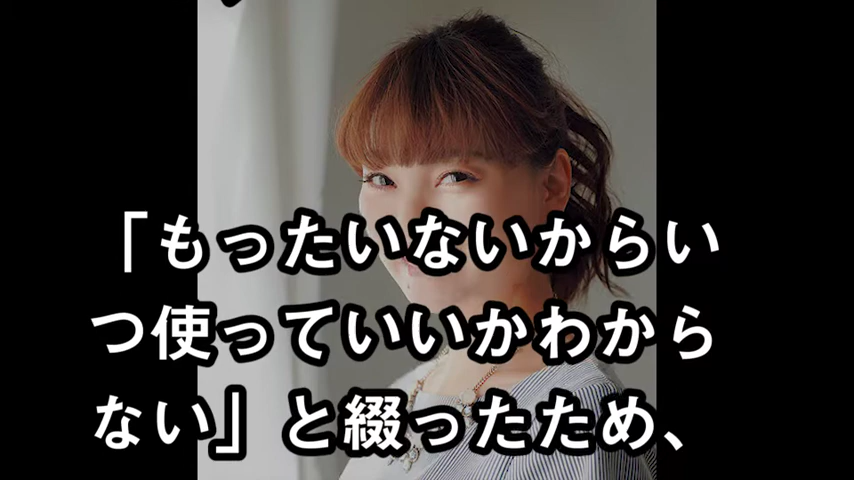 「もったいないからい
つ使っていいかわから
ない」と綴ったため、